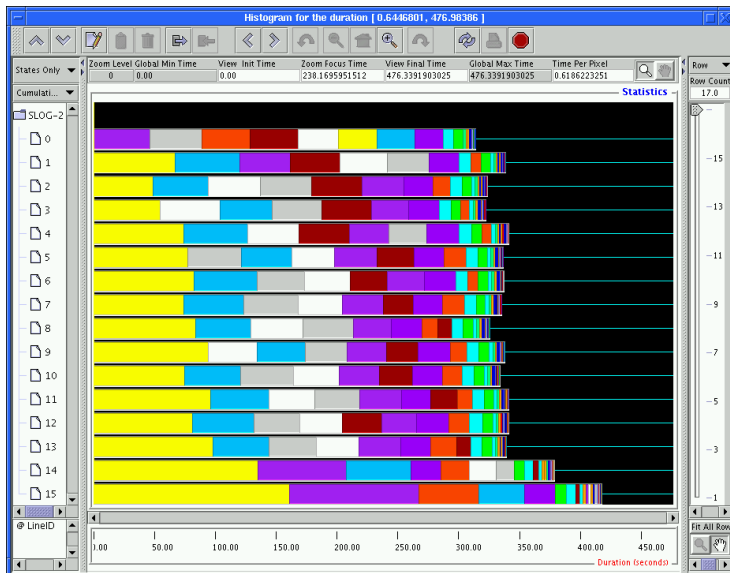 Histogram for the duration [ 0.6446801, 476.98386 ]
States Only
Zoom Level
Global Min Time
View Init Time
Zoom Focus Time
View Final Time
Global Max Time
Time Per Pixel
Row
0
0.00
0.00
238.1695951512
476.3391903025
476.3391903025
0.6186223251
Row Count
17.0
Cumulati...
Statistics
SLOG-2
0
1
2
3
4
5
6
7
8
9
10
11
12
13
14
15
-15
-13
-11
-9
-7
-5
-3
-1
@ LineID
Fit All Row
0.00
50.00
100.00
150.00
200.00
250.00
300.00
350.00
400.00
450.00
Duration (seconds)